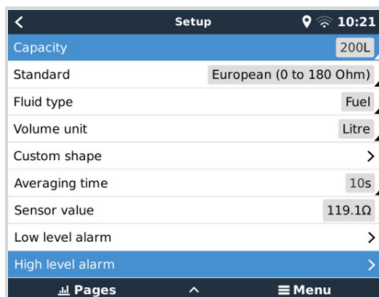 Setup 10:21
Capacity 200L
Standard European (0 to 180 Ohm)
Fluid type Fuel
Volume unit Litre
Custom shape
Averaging time 10s
Sensor value 119.1Ω
Low level alarm
High level alarm
Pages Menu